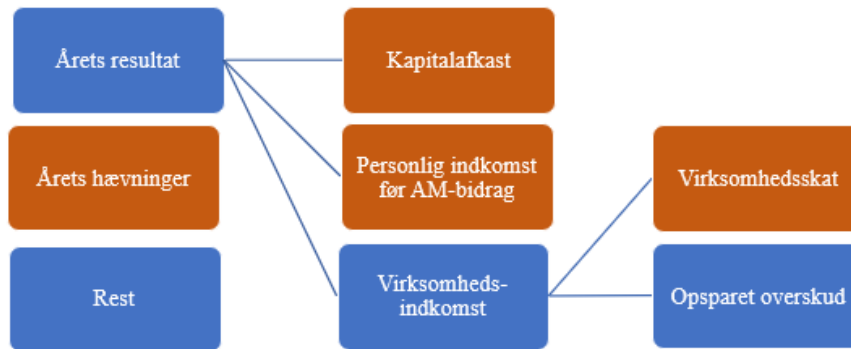 Årets resultat
Kapitalafkast
Årets hævninger
Personlig indkomst
før AM-bidrag
Virksomhedsskat
Rest
Virksomheds-
indkomst
Opsparet overskud